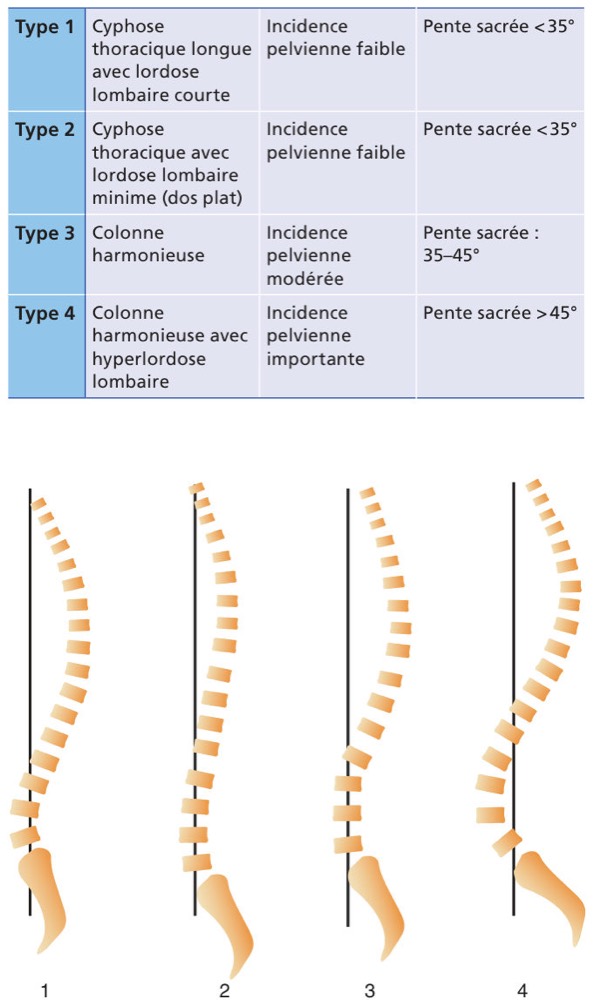 Type 1 Cyphose Incidence Pente sacrée <35°
thoracique longue pelvienne faible
avec lordose
lombaire courte
Type 2 Cyphose Incidence Pente sacrée <35°
thoracique avec pelvienne faible
lordose lombaire
minime (dos plat)
Type 3 Colonne Incidence Pente sacrée :
harmonieuse pelvienne 35–45°
modérée
Type 4 Colonne Incidence Pente sacrée >45°
harmonieuse avec pelvienne
hyperlordose importante
lombaire
1 2 3 4